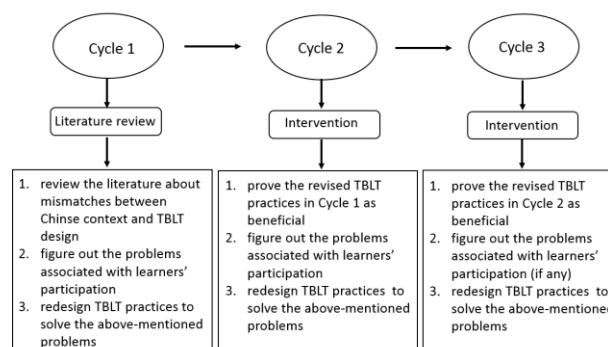 Cycle 1
Cycle 2
Cycle 3
Literature review
Intervention
Intervention
1. review the literature about
mismatches between
Chinse context and TBLT
design
2. figure out the problems
associated with learners'
participation
3. redesign TBLT practices to
solve the above-mentioned
problems
1. prove the revised TBLT
practices in Cycle 1 as
beneficial
2. figure out the problems
associated with learners'
participation
3. redesign TBLT practices to
solve the above-mentioned
problems
1. prove the revised TBLT
practices in Cycle 2 as
beneficial
2. figure out the problems
associated with learners'
participation (if any)
3. redesign TBLT practices to
solve the above-mentioned
problems